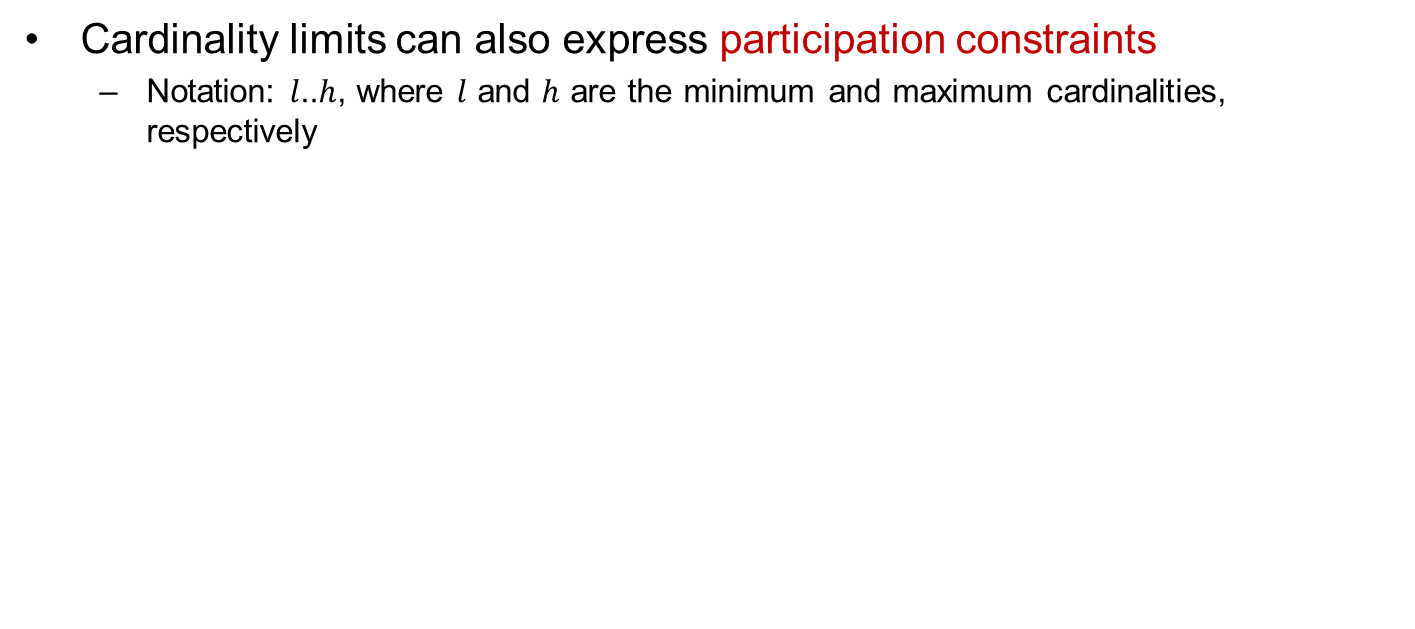 • Cardinality limits can also express participation constraints
– Notation: 𝑙..ℎ, where 𝑙 and ℎ are the minimum and maximum cardinalities,
respectively